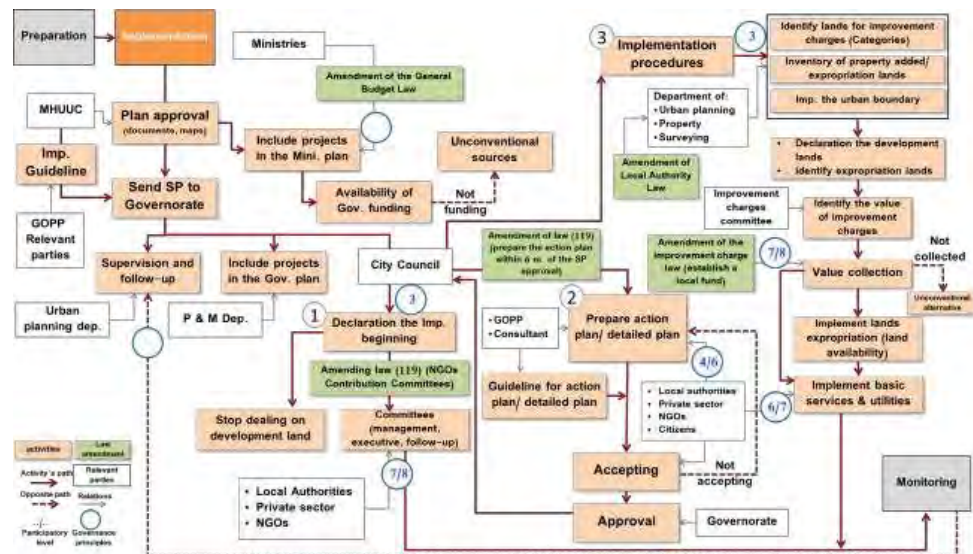 Preparation
Implementation
Ministries
Amendment of the General
Budget Law
MHUUC
Plan approval
(documents, maps)
Include projects
in the Mini. plan
Unconventional
sources
Imp.
Guideline
Send SP to
Governorate
Availability of
Gov. funding
Not
funding
GOPP
Relevant
parties
Supervision and
follow-up
Include projects
in the Gov. plan
City Council
Urban
planning dep.
P & M Dep.
3
Implementation
procedures
3
Identify lands for improvement
charges (Categories)
Inventory of property added/
expropriation lands
Imp. the urban boundary
Department of:
• Urban planning
• Property
• Surveying
Amendment of
Local Authority
Law
• Declaration the development
lands
• Identify expropriation lands
Improvement
charges
committee
Identify the value
of improvement
charges
Amendment of law (119)
(prepare the action plan
within 6 m. of the SP
approval)
Amendment of the
improvement charge
law (establish a
local fund)
7/8
Value collection
Not
collected
Unconventional
alternative
1
3
Declaration the Imp.
beginning
Amending law (119) (NGOs
Contribution Committees)
Stop dealing on
development land
Committees
(management,
executive, follow-up)
7/8
• Local Authorities
• Private sector
• NGOs
2
• GOPP
• Consultant
Prepare action
plan/ detailed plan
4/6
Guideline for action
plan/ detailed plan
• Local authorities
• Private sector
• NGOs
• Citizens
6/7
Implement lands
expropriation (land
availability)
Implement basic
services & utilities
Accepting
Not
accepting
Approval
Governorate
Monitoring
activities
Law
amendment
Activity's path
Relevant
parties
Opposite path
Relations
-/-
Participatory
level
Governance
principles